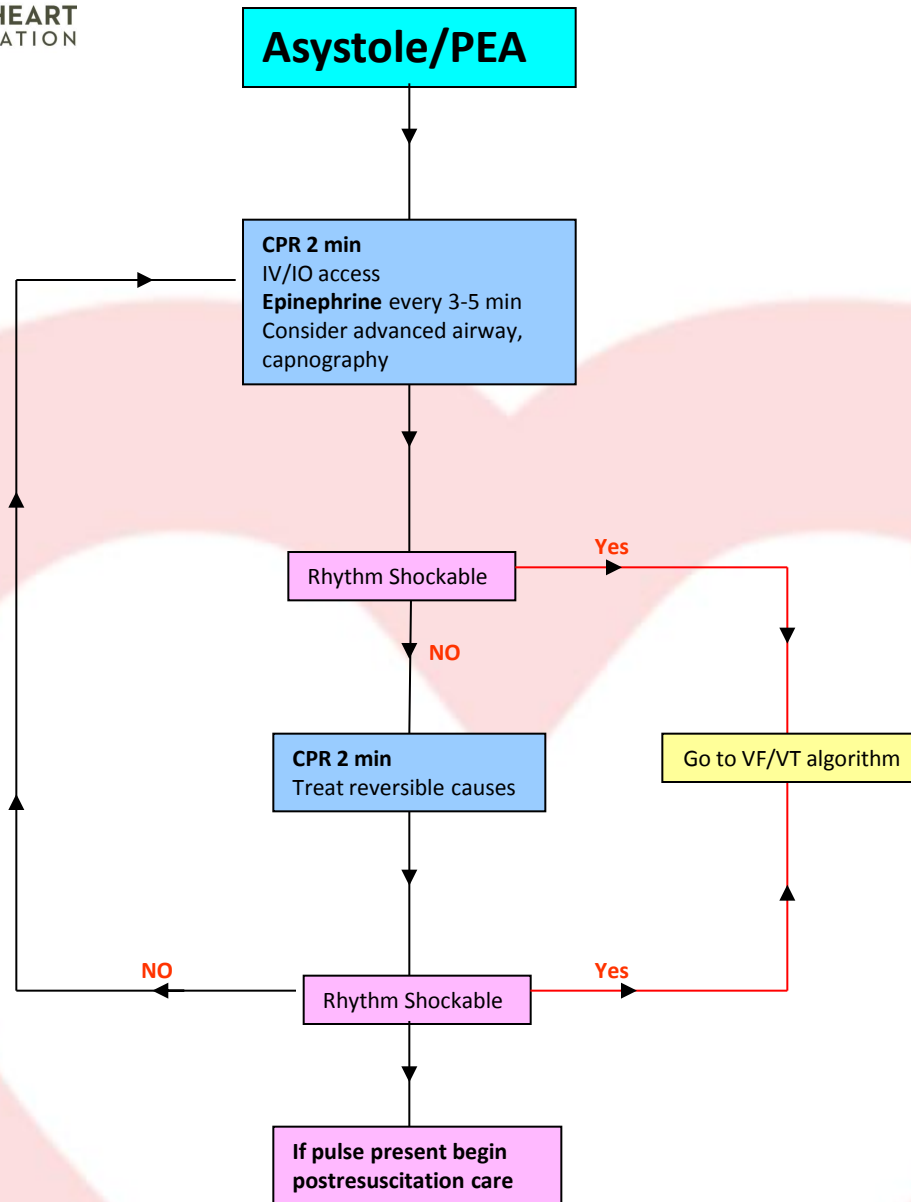 HEART
ATION
Asystole/PEA
CPR 2 min
IV/IO access
Epinephrine every 3-5 min
Consider advanced airway,
capnography
Yes
Rhythm Shockable
NO
CPR 2 min
Treat reversible causes
Go to VF/VT algorithm
NO
Yes
Rhythm Shockable
If pulse present begin
postresuscitation care